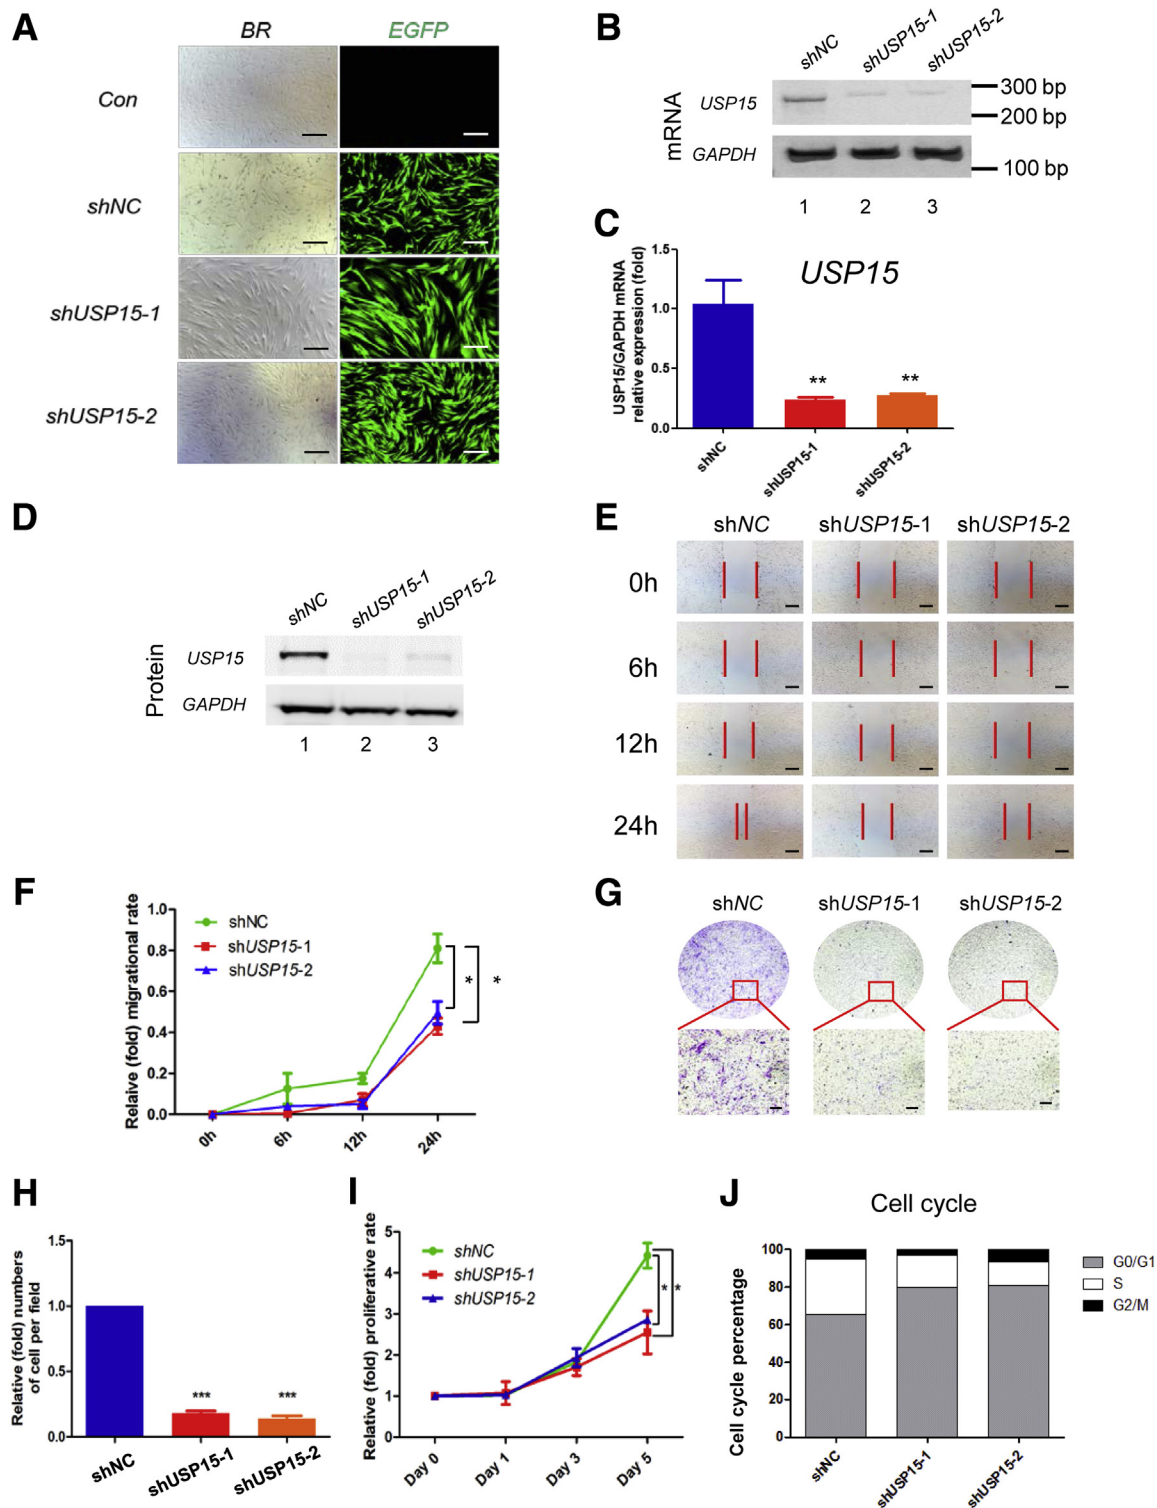 A
BR
EGFP
Con
shNC
shUSP15-1
shUSP15-2
B
shNC
shUSP15-1
shUSP15-2
mRNA
USP15
GAPDH
300 bp
200 bp
100 bp
1 2 3
C
USP15
USP15/GAPDH mRNA
relative expression (fold)
1.5
1.0
0.5
0.0
** **
shNC
shUSP15-1
shUSP15-2
D
shNC
shUSP15-1
shUSP15-2
Protein
USP15
GAPDH
1 2 3
E
shNC shUSP15-1 shUSP15-2
0h
6h
12h
24h
F
Relaive (fold) migrational rate
1.0
0.8
0.6
0.4
0.2
0.0
shNC
shUSP15-1
shUSP15-2
* *
0h 6h 12h 24h
G
shNC shUSP15-1 shUSP15-2
H
Relative (fold) numbers
of cell per field
1.5
1.0
0.5
0.0
*** ***
shNC shUSP15-1 shUSP15-2
I
Relative (fold) proliferative rate
5
4
3
2
1
0
shNC
shUSP15-1
shUSP15-2
* *
Day 0 Day 1 Day 3 Day 5
J
Cell cycle
Cell cycle percentage
100
80
60
40
20
0
G0/G1
S
G2/M
shNC
shUSP15-1
shUSP15-2